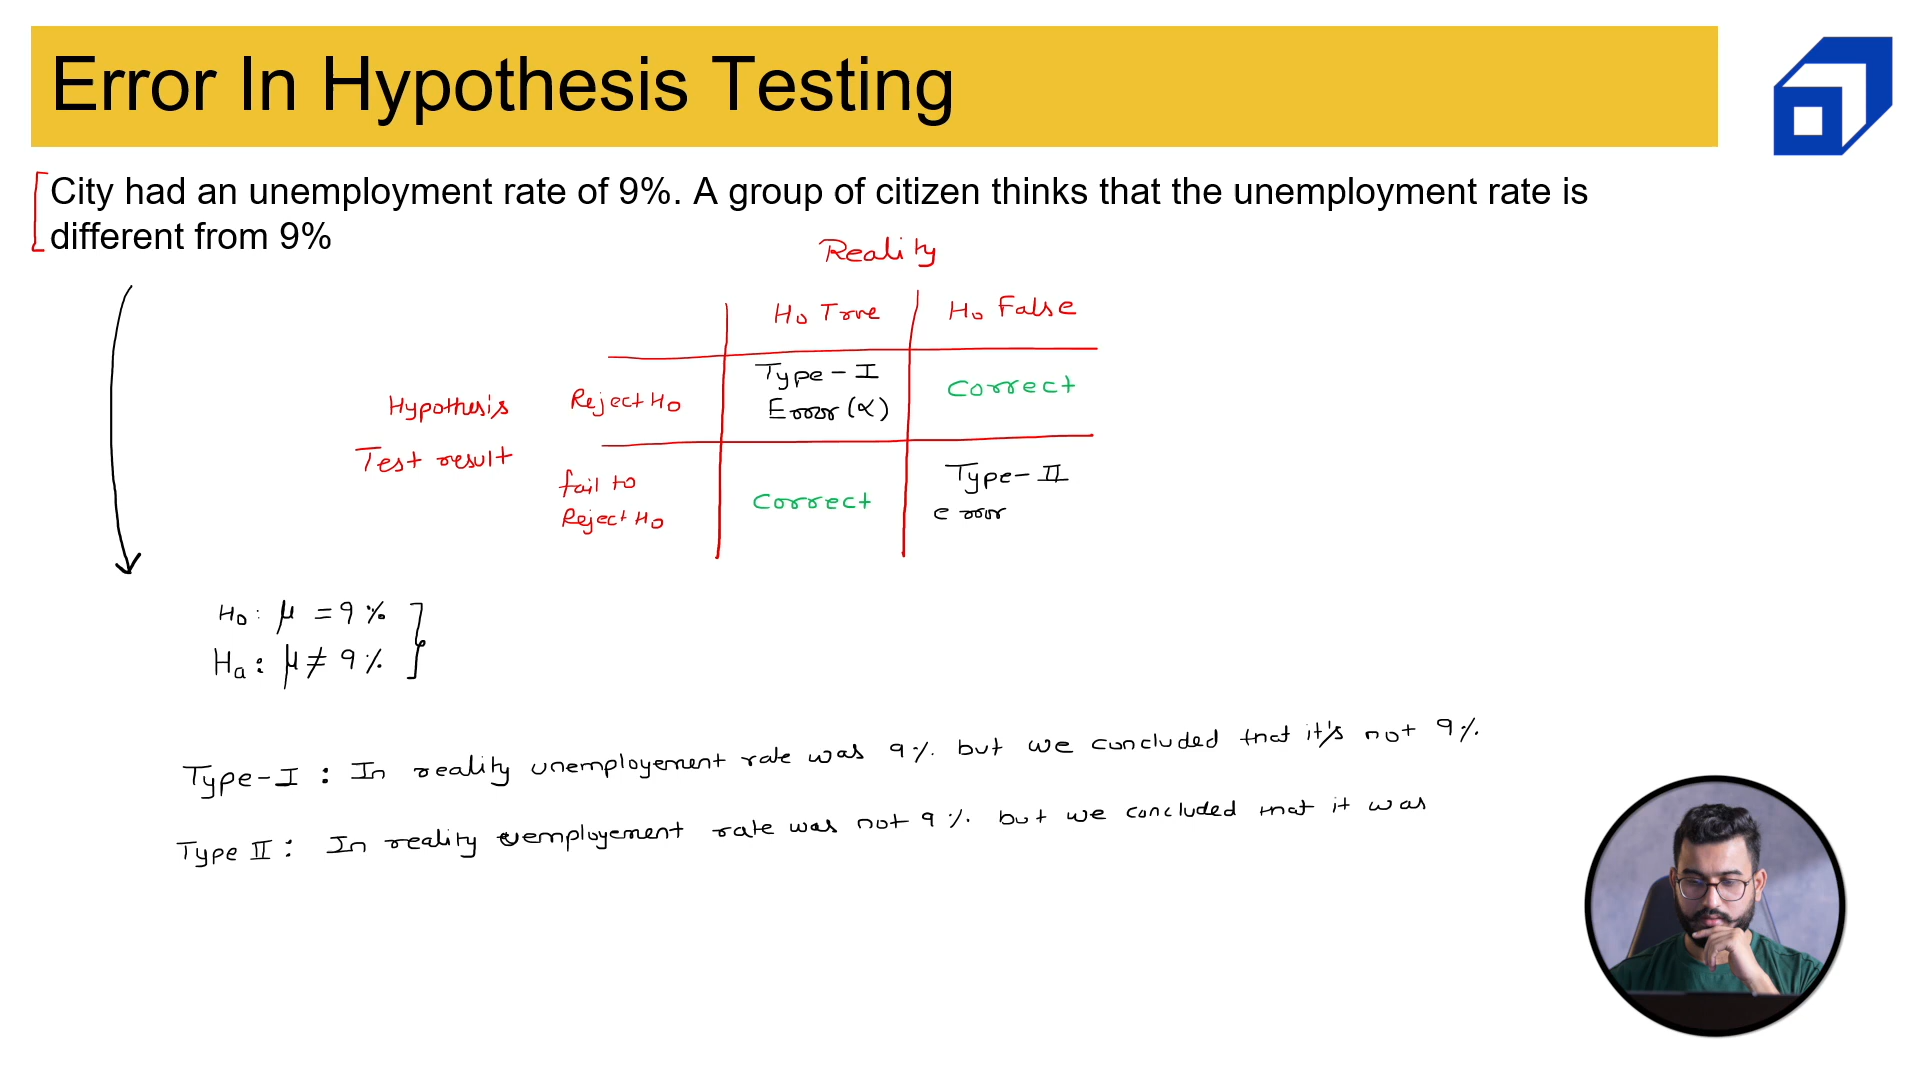 Error In Hypothesis Testing
City had an unemployment rate of 9%. A group of citizen thinks that the unemployment rate is
different from 9%
Reality
H0 True H0 False
Hypothesis
Test result
Reject H0 Type-I
Error (α) Correct
fail to
Reject H0 Correct Type-II
error
H0: μ = 9%
Ha: μ ≠ 9%
Type-I : In reality unemployement rate was 9% but we concluded that it's not 9%
Type II : In reality uemployement rate was not 9% but we concluded that it was